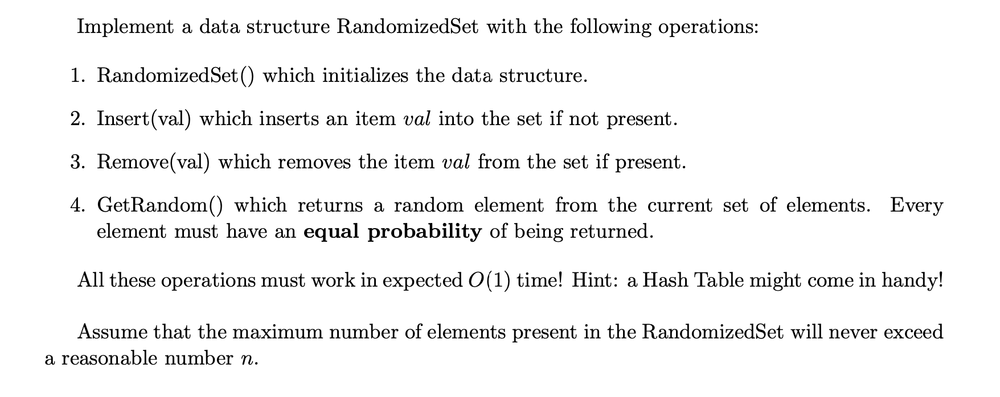 Implement a data structure RandomizedSet with the following operations:
1. RandomizedSet() which initializes the data structure.
2. Insert(val) which inserts an item val into the set if not present.
3. Remove(val) which removes the item val from the set if present.
4. GetRandom() which returns a random element from the current set of elements. Every
element must have an equal probability of being returned.
All these operations must work in expected O(1) time! Hint: a Hash Table might come in handy!
Assume that the maximum number of elements present in the RandomizedSet will never exceed
a reasonable number n.